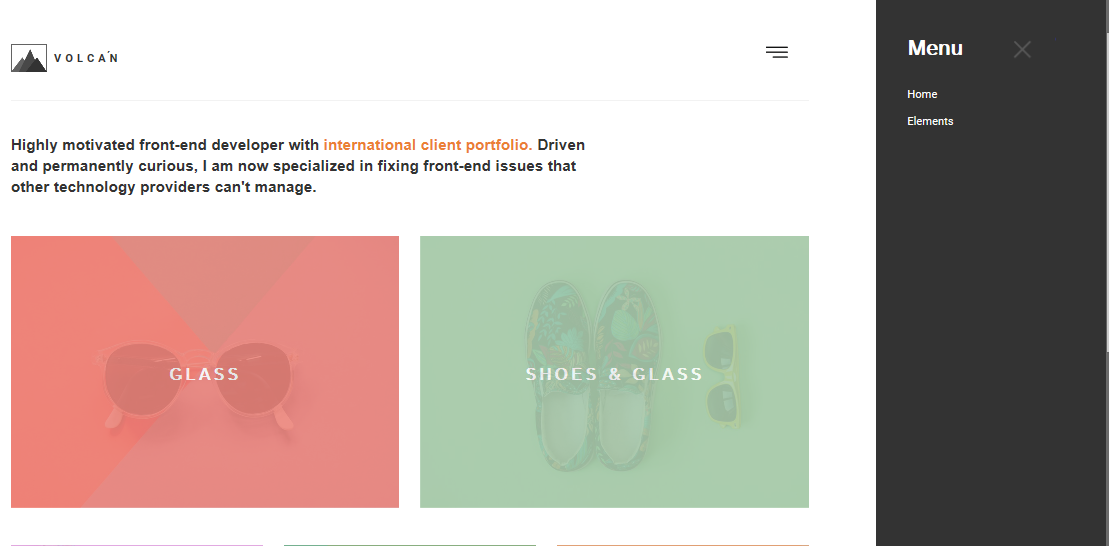 VOLCÁN
Menu
Home
Elements
Highly motivated front-end developer with international client portfolio. Driven
and permanently curious, I am now specialized in fixing front-end issues that
other technology providers can't manage.
GLASS
SHOES & GLASS